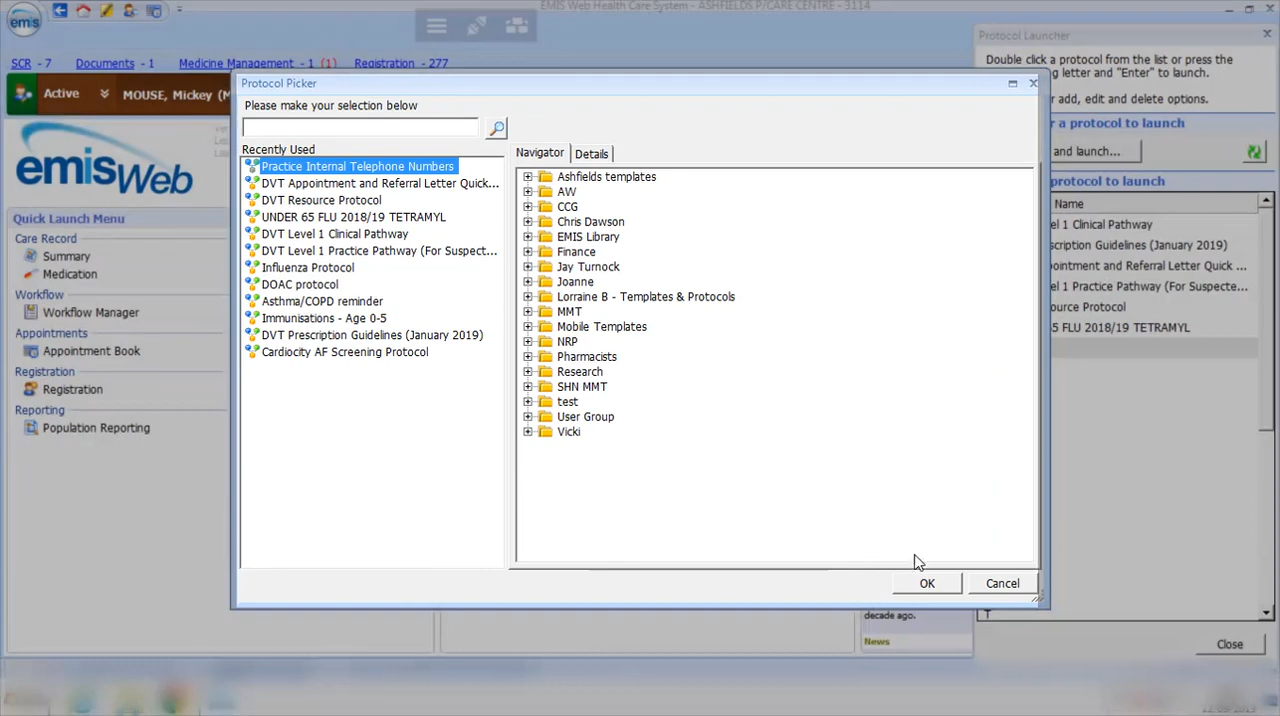 EMIS Web Health Care System - ASHFIELDS P/CARE CENTRE - 3114
emis
SCR - 7
Documents - 1
Medicine Management - 1 (1)
Registration - 277
Active
MOUSE, Mickey (M
emisWeb
Quick Launch Menu
Care Record
Summary
Medication
Workflow
Workflow Manager
Appointments
Appointment Book
Registration
Registration
Reporting
Population Reporting
Protocol Picker
Please make your selection below
Recently Used
Practice Internal Telephone Numbers
DVT Appointment and Referral Letter Quick...
DVT Resource Protocol
UNDER 65 FLU 2018/19 TETRAMYL
DVT Level 1 Clinical Pathway
DVT Level 1 Practice Pathway (For Suspect...
Influenza Protocol
DOAC protocol
Asthma/COPD reminder
Immunisations - Age 0-5
DVT Prescription Guidelines (January 2019)
Cardiocity AF Screening Protocol
Navigator
Details
Ashfields templates
AW
CCG
Chris Dawson
EMIS Library
Finance
Jay Turnock
Joanne
Lorraine B - Templates & Protocols
MMT
Mobile Templates
NRP
Pharmacists
Research
SHN MMT
test
User Group
Vicki
OK
Cancel
Protocol Launcher
Double click a protocol from the list or press the
ng letter and "Enter" to launch.
r add, edit and delete options.
r a protocol to launch
and launch...
protocol to launch
Name
el 1 Clinical Pathway
scription Guidelines (January 2019)
ointment and Referral Letter Quick ...
el 1 Practice Pathway (For Suspecte...
ource Protocol
65 FLU 2018/19 TETRAMYL
T
decade ago.
News
Close